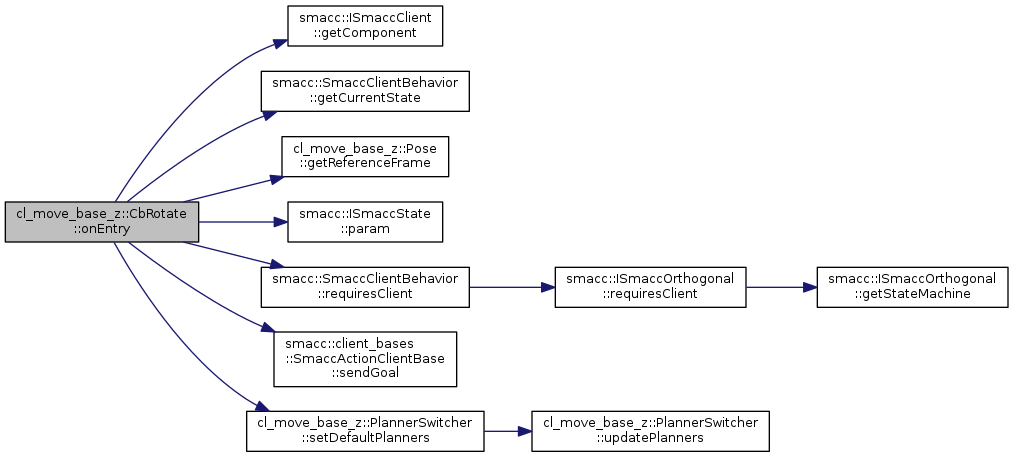 smacc::ISmaccClient
::getComponent
smacc::SmaccClientBehavior
::getCurrentState
cl_move_base_z::Pose
::getReferenceFrame
cl_move_base_z::CbRotate
::onEntry
smacc::ISmaccState
::param
smacc::SmaccClientBehavior
::requiresClient
smacc::ISmaccOrthogonal
::requiresClient
smacc::ISmaccOrthogonal
::getStateMachine
smacc::client_bases
::SmaccActionClientBase
::sendGoal
cl_move_base_z::PlannerSwitcher
::setDefaultPlanners
cl_move_base_z::PlannerSwitcher
::updatePlanners